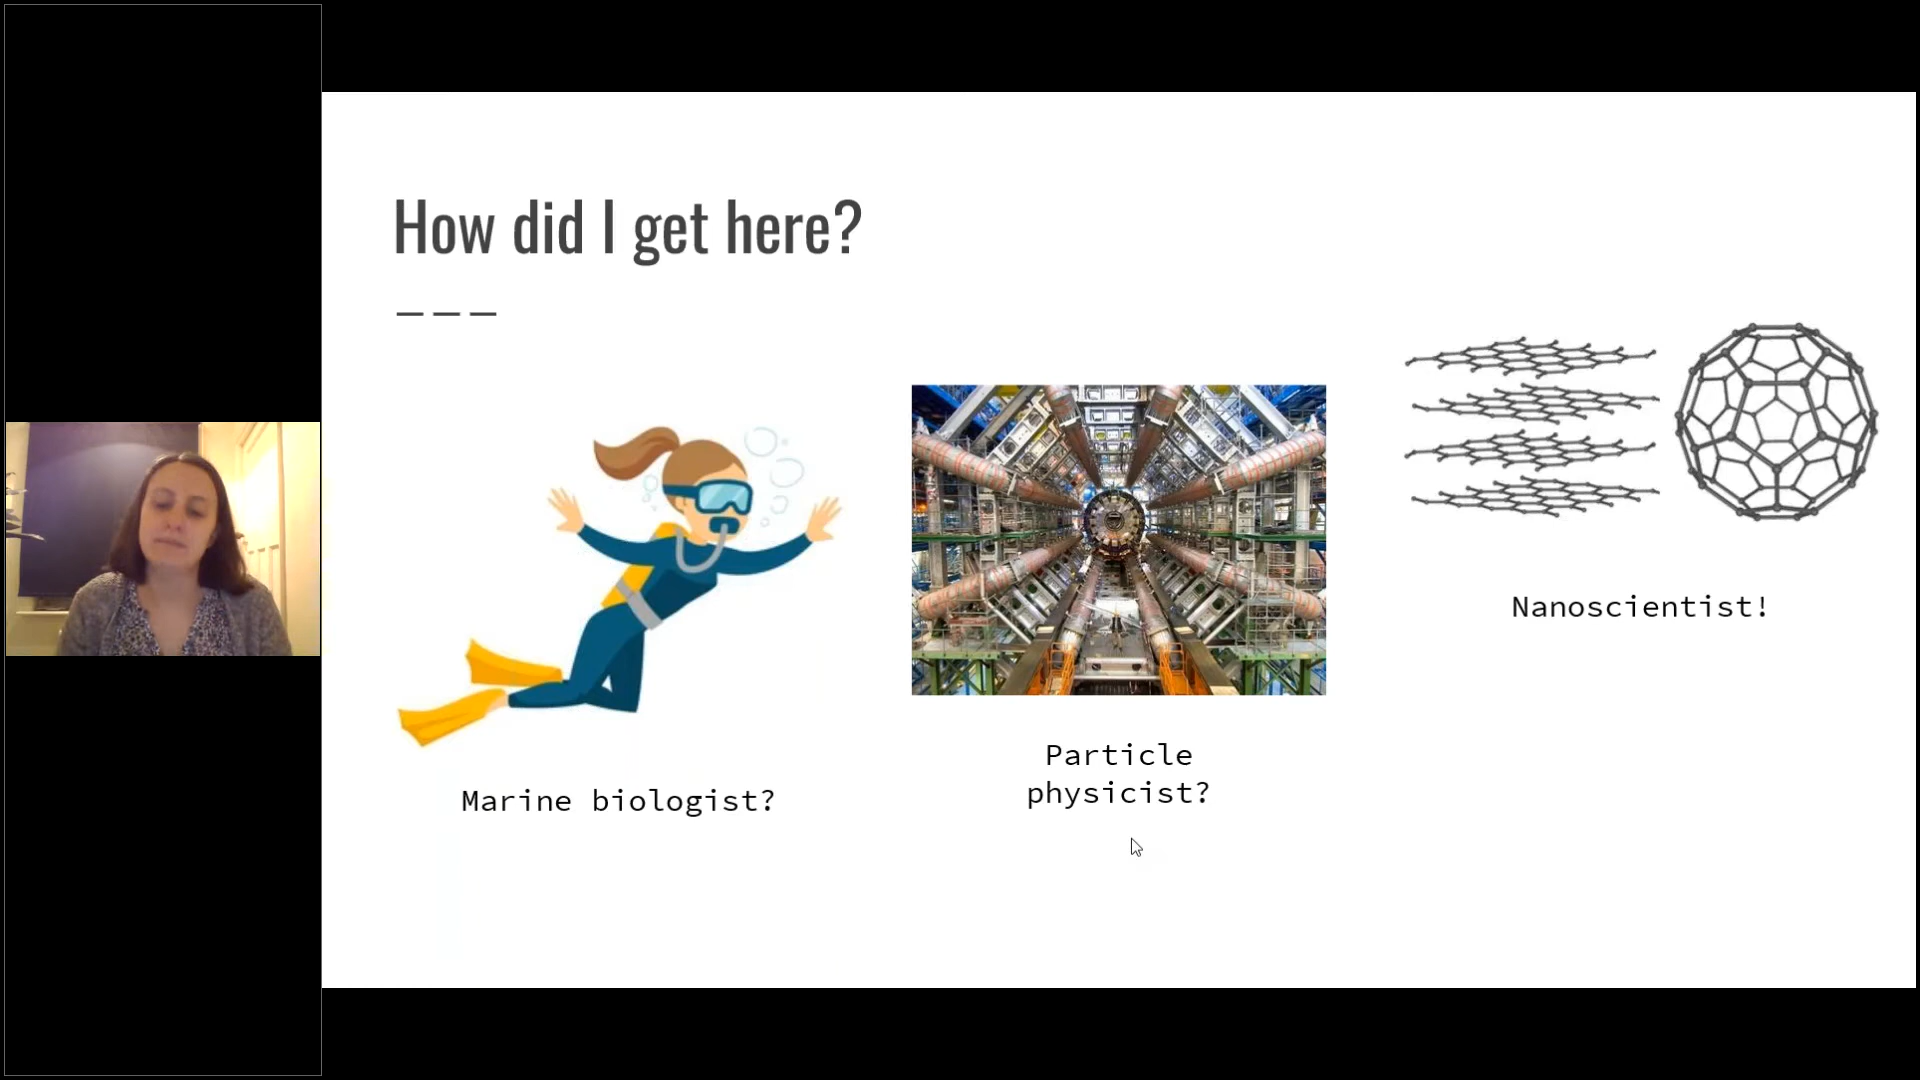 How did I get here?
Marine biologist?
Particle
physicist?
Nanoscientist!